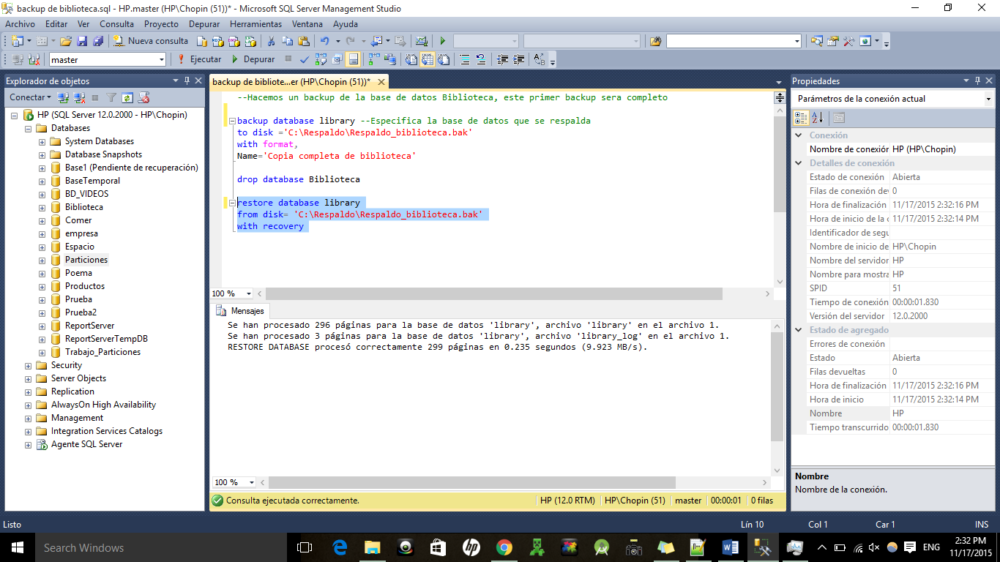 backup de biblioteca.sql - HP.master (HP\Chopin (51))* - Microsoft SQL Server Management Studio
Archivo Editar Ver Consulta Proyecto Depurar Herramientas Ventana Ayuda
Nueva consulta
master Ejecutar Depurar
Explorador de objetos
Conectar
HP (SQL Server 12.0.2000 - HP\Chopin)
Databases
System Databases
Database Snapshots
Base1 (Pendiente de recuperación)
BaseTemporal
BD_VIDEOS
Biblioteca
Comer
empresa
Espacio
Particiones
Poema
Productos
Prueba
Prueba2
ReportServer
ReportServerTempDB
Trabajo_Particiones
Security
Server Objects
Replication
AlwaysOn High Availability
Management
Integration Services Catalogs
Agente SQL Server
backup de bibliote...er (HP\Chopin (51))*
--Hacemos un backup de la base de datos Biblioteca, este primer backup sera completo
backup database library --Especifica la base de datos que se respalda
to disk ='C:\Respaldo\Respaldo_biblioteca.bak'
with format,
Name='Copia completa de biblioteca'
drop database Biblioteca
restore database library
from disk= 'C:\Respaldo\Respaldo_biblioteca.bak'
with recovery
100 %
Mensajes
Se han procesado 296 páginas para la base de datos 'library', archivo 'library' en el archivo 1.
Se han procesado 3 páginas para la base de datos 'library', archivo 'library_log' en el archivo 1.
RESTORE DATABASE procesó correctamente 299 páginas en 0.235 segundos (9.923 MB/s).
100 %
Consulta ejecutada correctamente. HP (12.0 RTM) HP\Chopin (51) master 00:00:01 0 filas
Propiedades
Parámetros de la conexión actual
Conexión
Nombre de conexión HP (HP\Chopin)
Detalles de conexión
Estado de conexión Abierta
Filas de conexión dev 0
Hora de finalización 11/17/2015 2:32:16 PM
Hora de inicio de la c 11/17/2015 2:32:14 PM
Identificador de segu
Nombre de inicio de HP\Chopin
Nombre del servidor HP
Nombre para mostra HP
SPID 51
Tiempo de conexión 00:00:01.830
Versión del servidor 12.0.2000
Estado de agregado
Errores de conexión
Estado Abierta
Filas devueltas 0
Hora de finalización 11/17/2015 2:32:16 PM
Hora de inicio 11/17/2015 2:32:14 PM
Nombre HP
Tiempo transcurrido 00:00:01.830
Nombre
Nombre de la conexión.
Listo Lín 10 Col 1 Car 1 INS
Search Windows
ENG
2:32 PM
11/17/2015